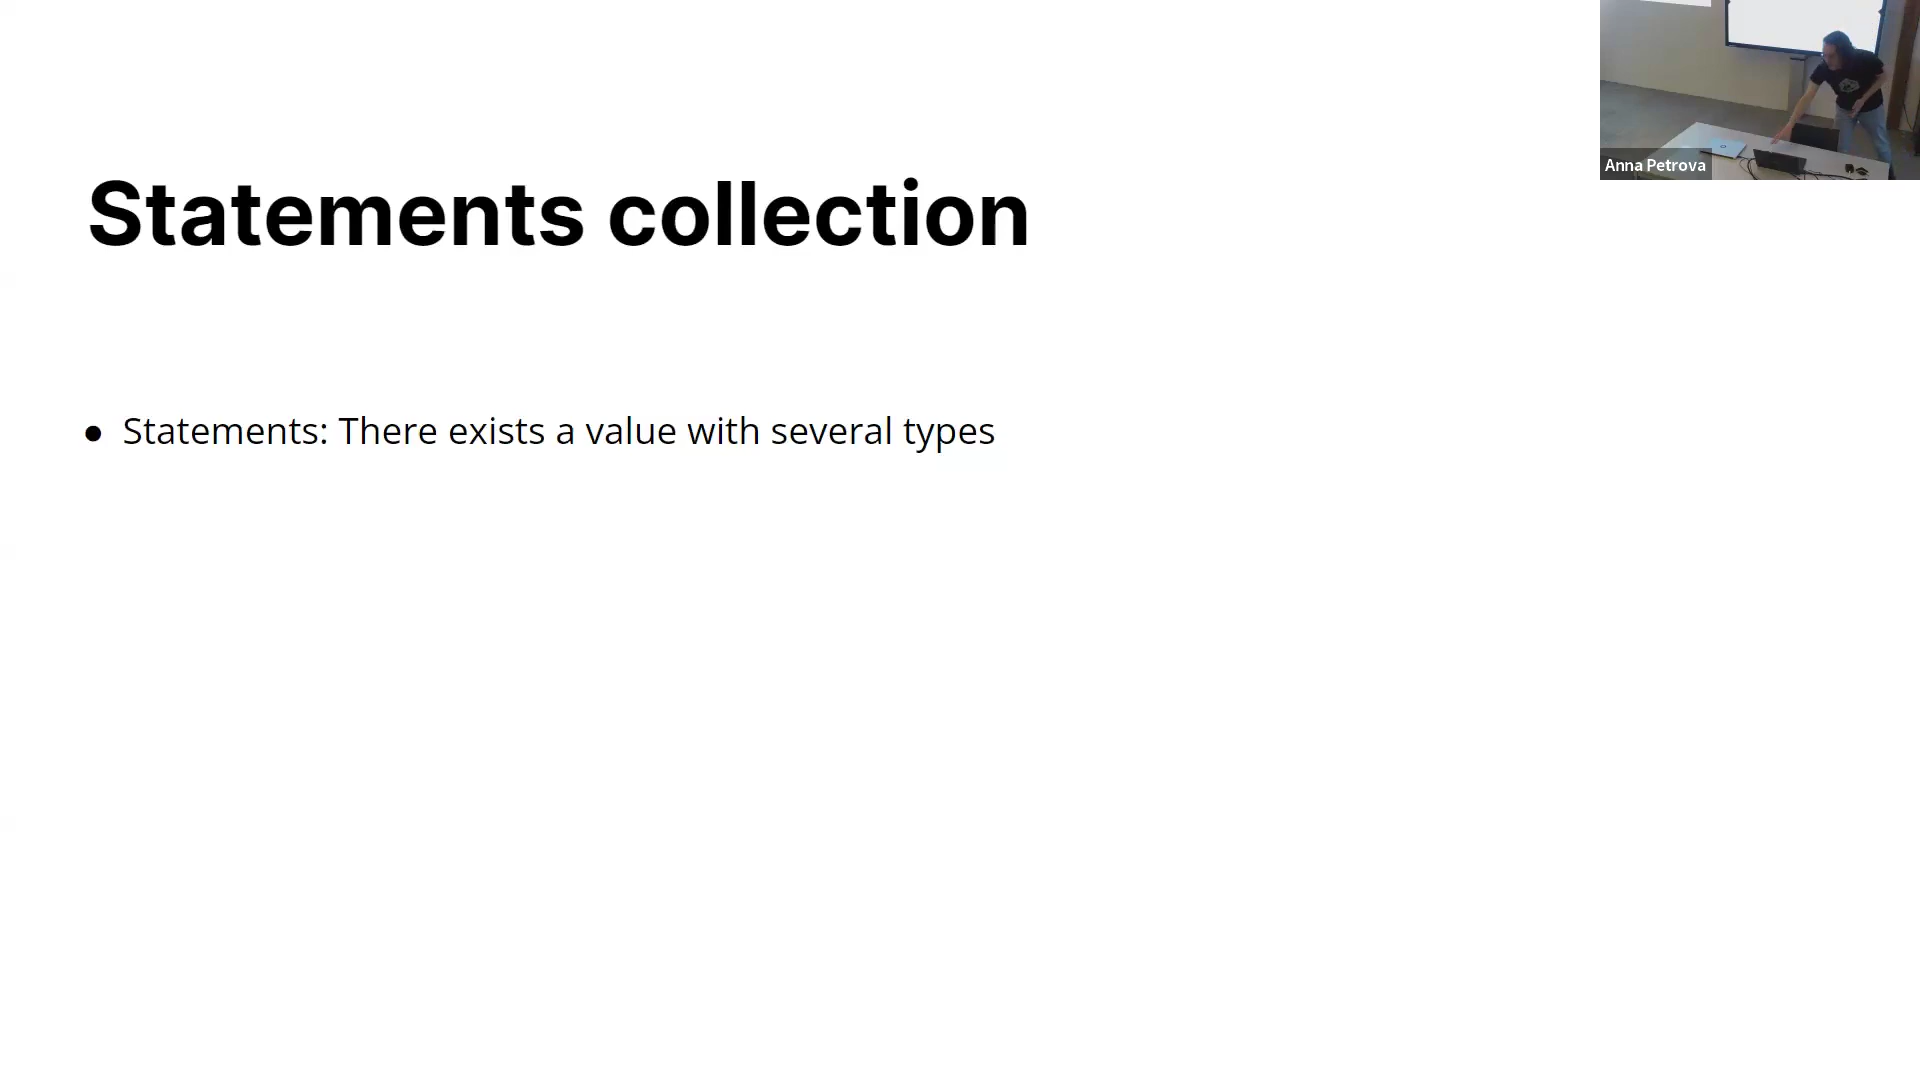 Statements collection
● Statements: There exists a value with several types
Anna Petrova